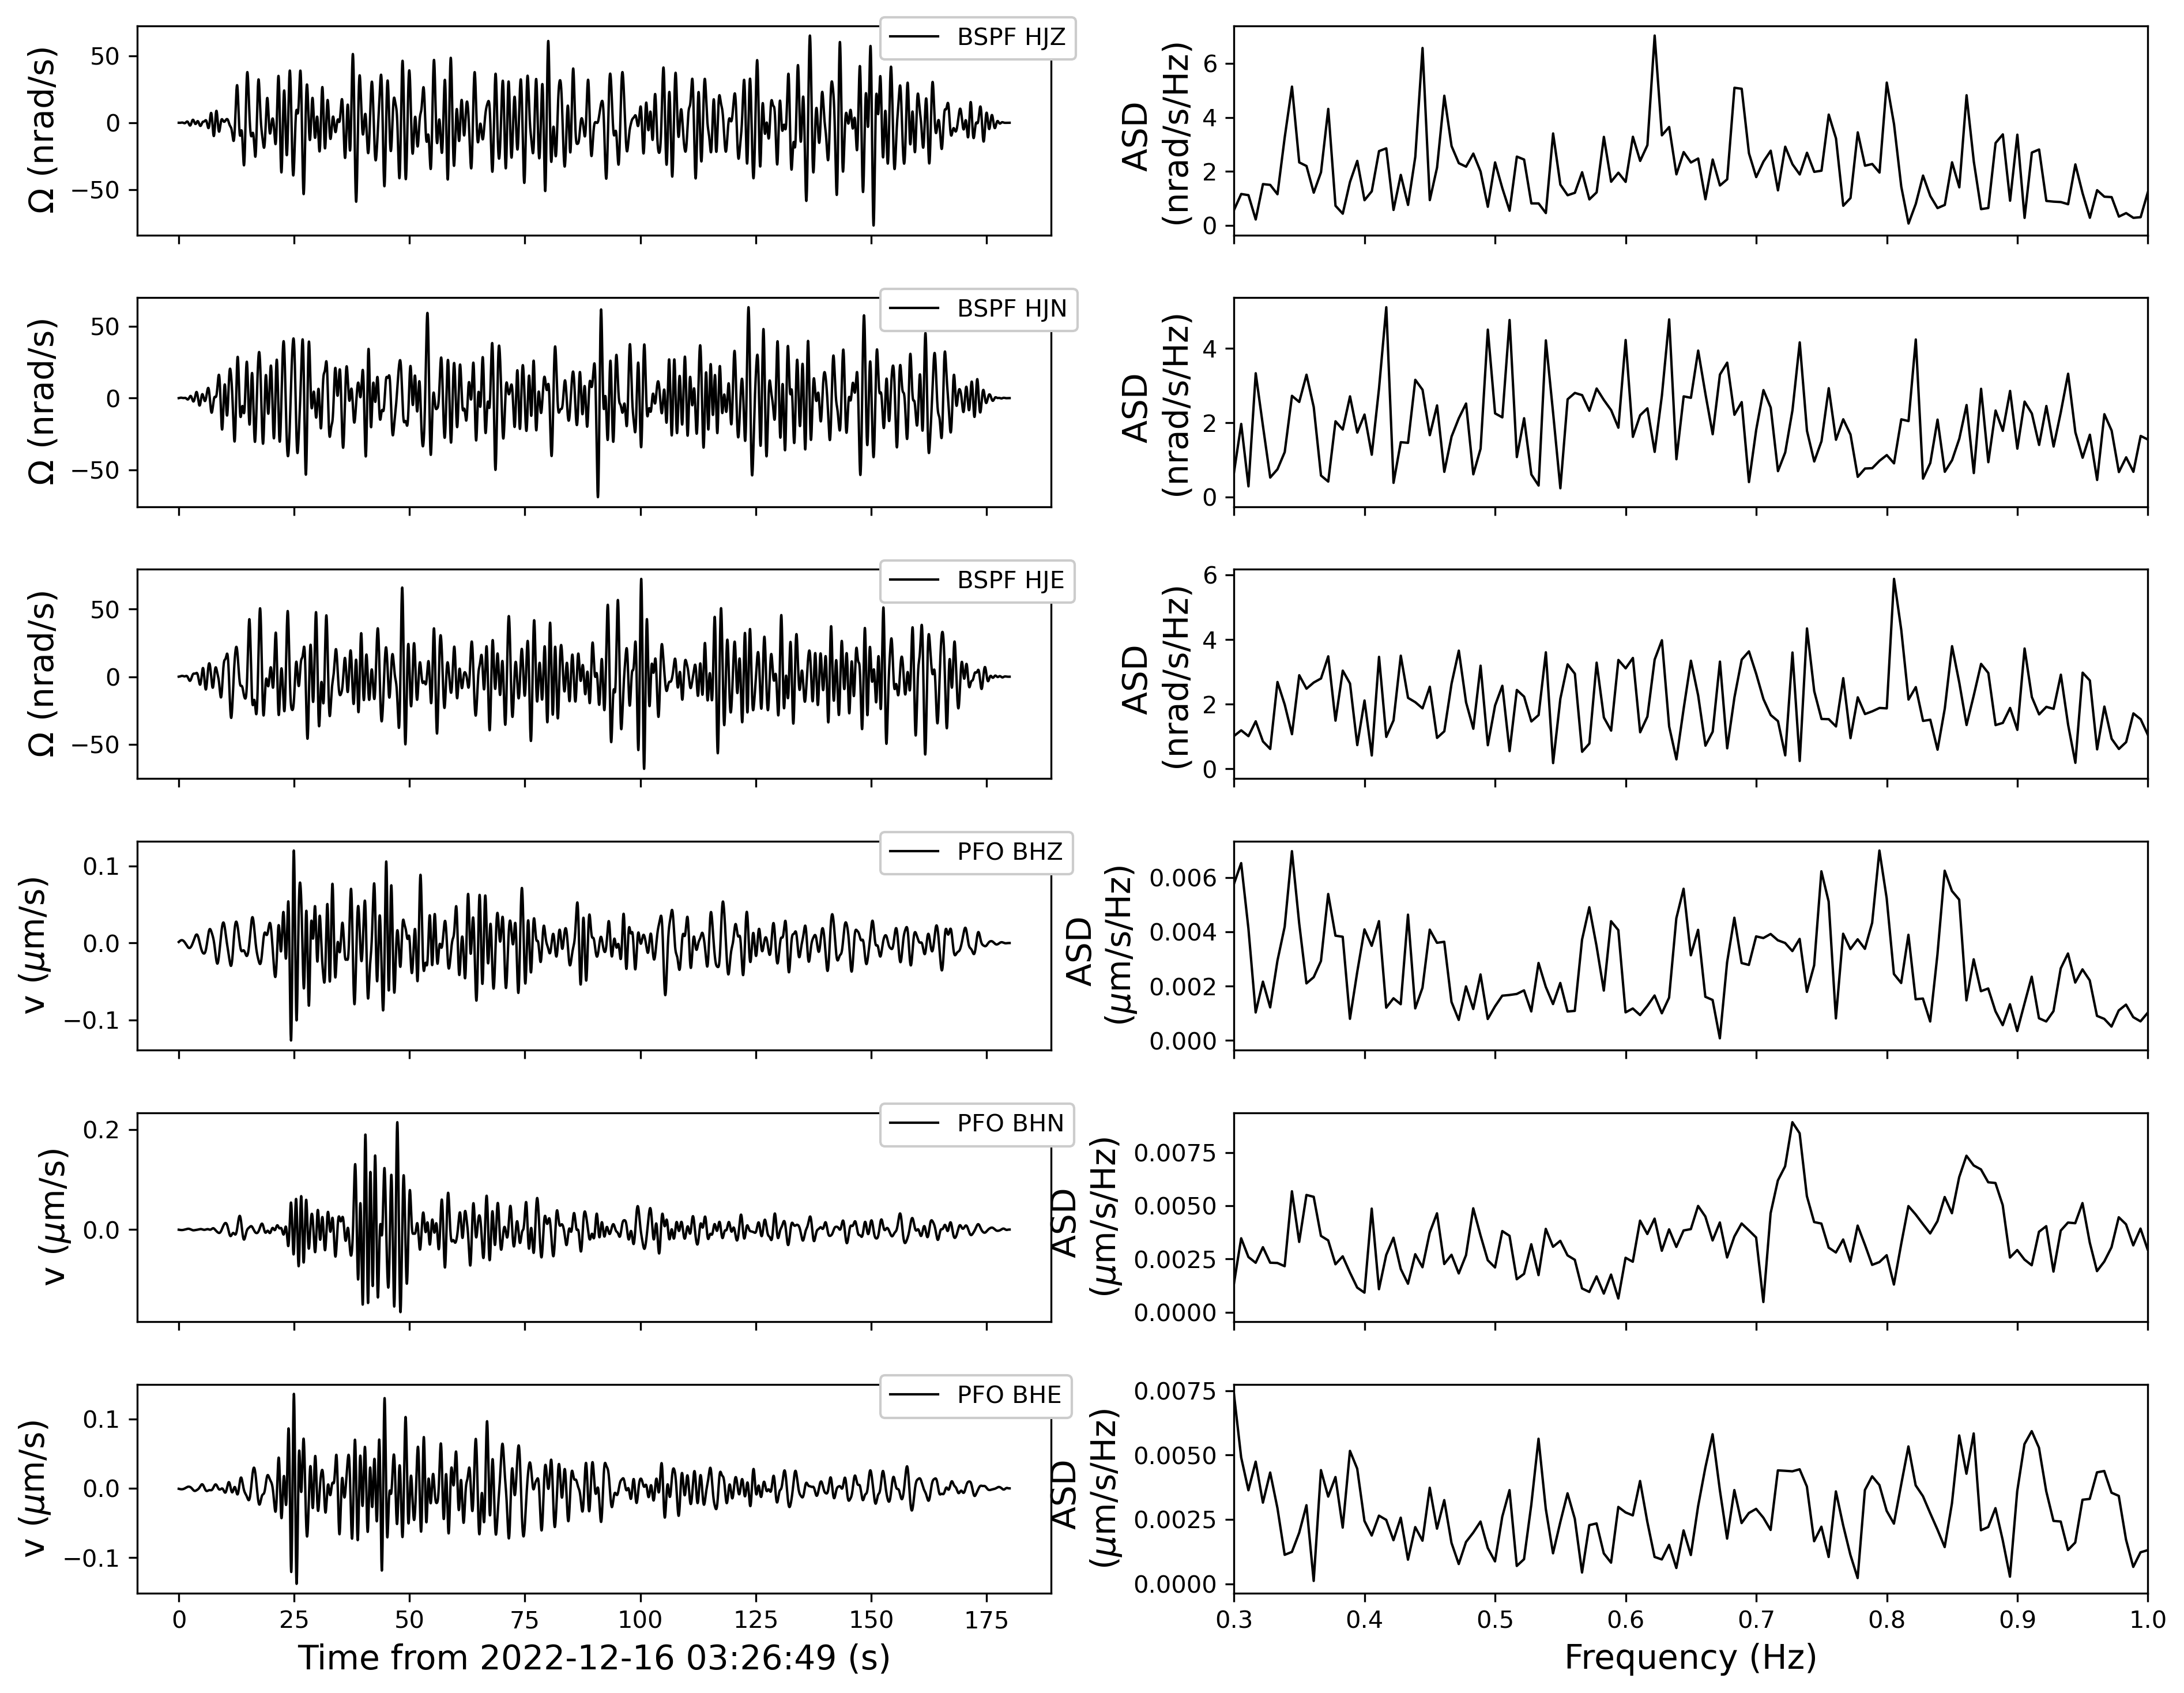 BSPF HJZ
Ω (nrad/s)
50
0
−50
ASD
(nrad/s/Hz)
6
4
2
0
BSPF HJN
Ω (nrad/s)
50
0
−50
ASD
(nrad/s/Hz)
4
2
0
BSPF HJE
Ω (nrad/s)
50
0
−50
ASD
(nrad/s/Hz)
6
4
2
0
PFO BHZ
v (μm/s)
0.1
0.0
−0.1
ASD
(μm/s/Hz)
0.006
0.004
0.002
0.000
PFO BHN
v (μm/s)
0.2
0.0
ASD
(μm/s/Hz)
0.0075
0.0050
0.0025
0.0000
PFO BHE
v (μm/s)
0.1
0.0
−0.1
ASD
(μm/s/Hz)
0.0075
0.0050
0.0025
0.0000
0 25 50 75 100 125 150 175
Time from 2022-12-16 03:26:49 (s)
0.3 0.4 0.5 0.6 0.7 0.8 0.9 1.0
Frequency (Hz)